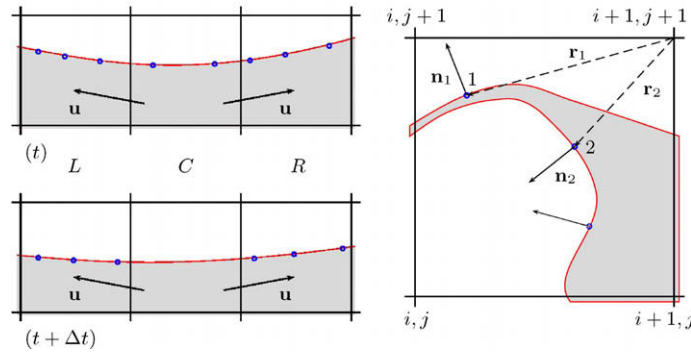 u
u
(t)
L C R
u
u
(t + Δt)
i, j + 1
i + 1, j + 1
n₁
1
r₁
r₂
2
n₂
i, j
i + 1, j